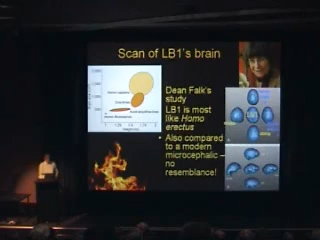 Scan of LB1's brain
Dean Falk's
study
LB1 is most
like Homo
erectus
• Also compared
to a modern
microcephalic –
no
resemblance!